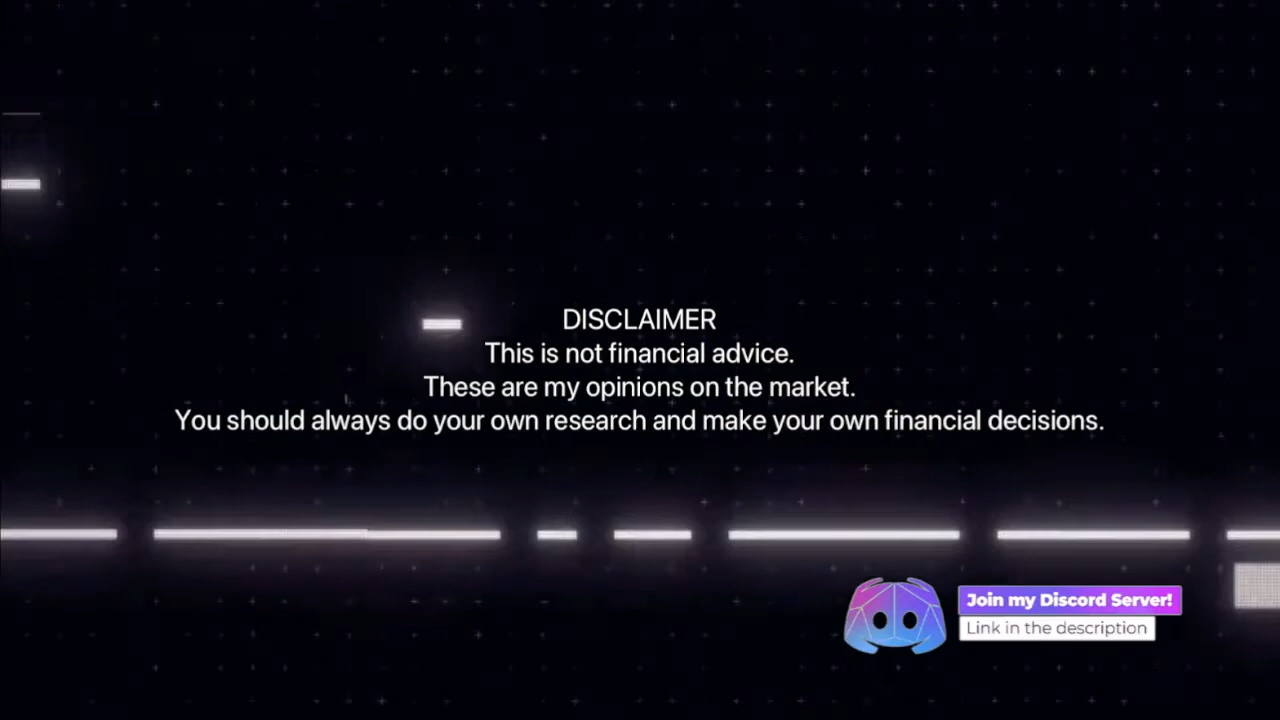 DISCLAIMER
This is not financial advice.
These are my opinions on the market.
You should always do your own research and make your own financial decisions.
Join my Discord Server!
Link in the description